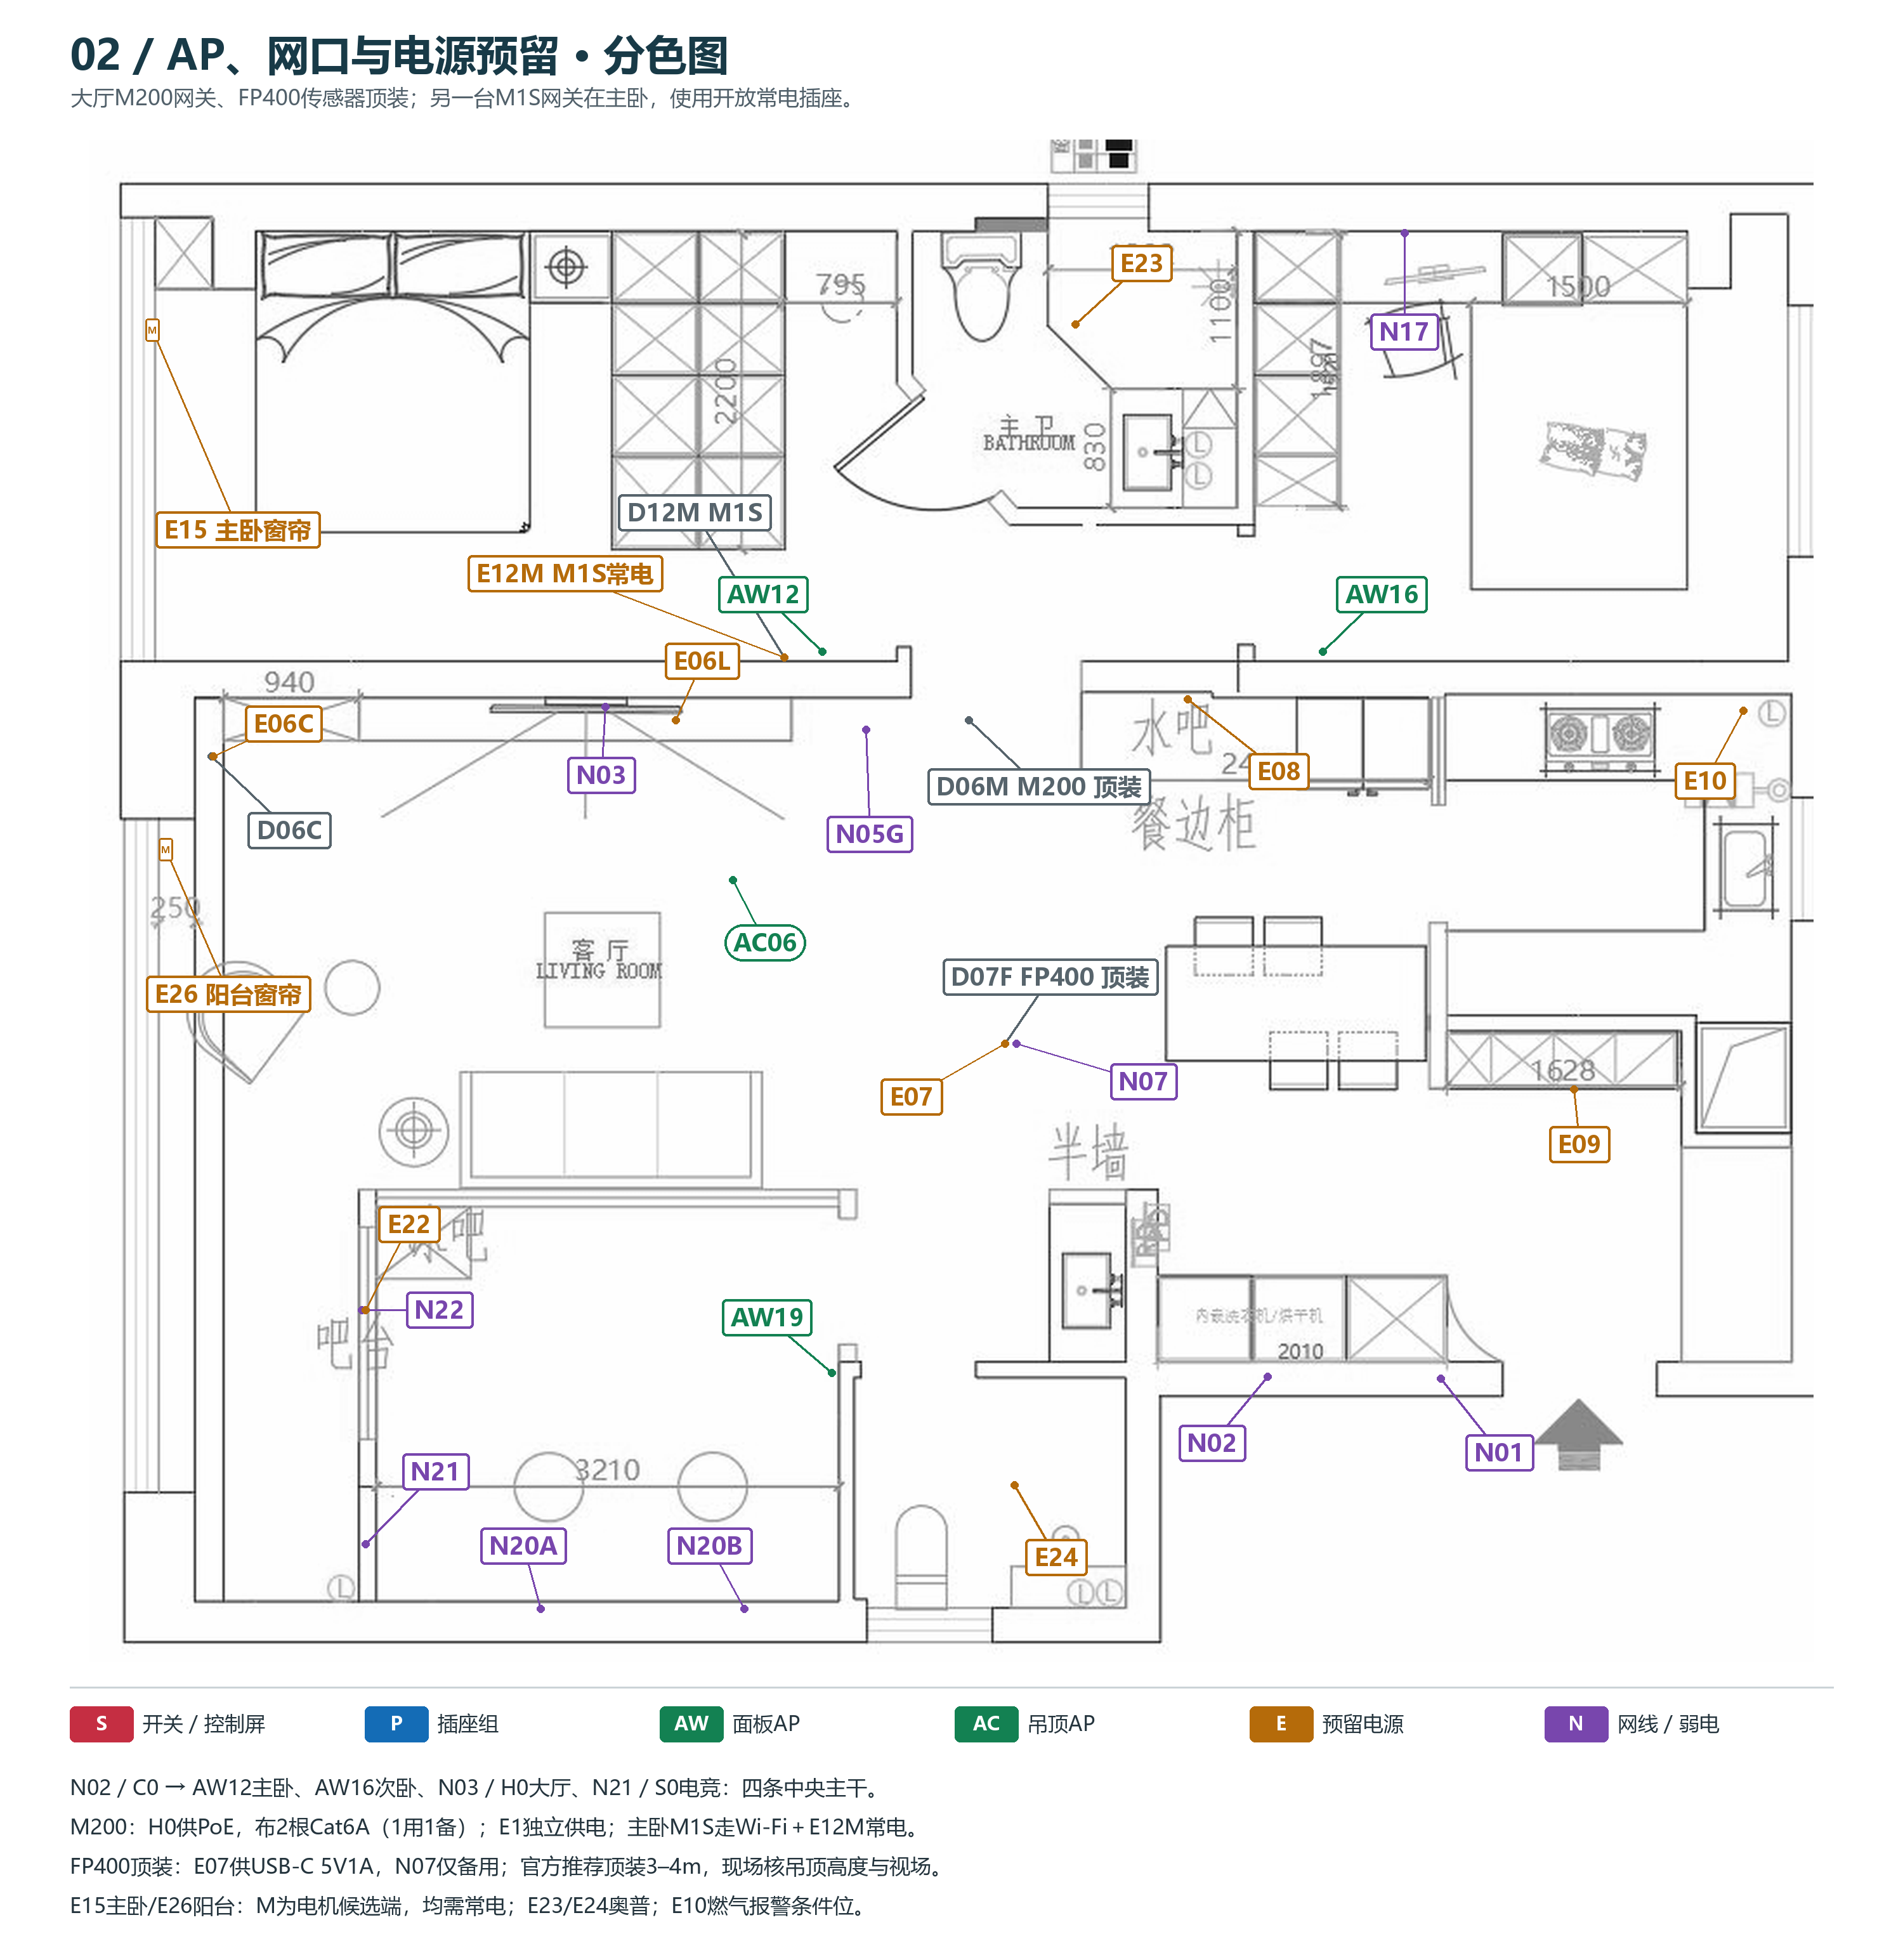 02 / AP、网口与电源预留 • 分色图
大厅M200网关、FP400传感器顶装；另一台M1S网关在主卧，使用开放常电插座。
795
E23
1100
N17
1500
2200
主 卫
BATHROOM
830
E15 主卧窗帘
D12M M1S
E12M M1S常电
AW12
AW16
E06L
940
E06C
水吧
N03
D06M M200 顶装
E08
E10
D06C
N05G
餐边柜
250
AC06
客 厅
LIVING ROOM
D07F FP400 顶装
E26 阳台窗帘
N07
E07
1628
E09
半墙
E22
吧
N22
AW19
吧台
内嵌洗衣机/烘干机
2010
N02
N01
N21
3210
N20A
N20B
E24
S 开关 / 控制屏
P 插座组
AW 面板AP
AC 吊顶AP
E 预留电源
N 网线 / 弱电
N02 / C0 → AW12主卧、AW16次卧、N03 / H0大厅、N21 / S0电竞：四条中央主干。
M200：H0供PoE，布2根Cat6A（1用1备）；E1独立供电；主卧M1S走Wi-Fi＋E12M常电。
FP400顶装：E07供USB-C 5V1A，N07仅备用；官方推荐顶装3–4m，现场核吊顶高度与视场。
E15主卧/E26阳台：M为电机候选端，均需常电；E23/E24奥普；E10燃气报警条件位。